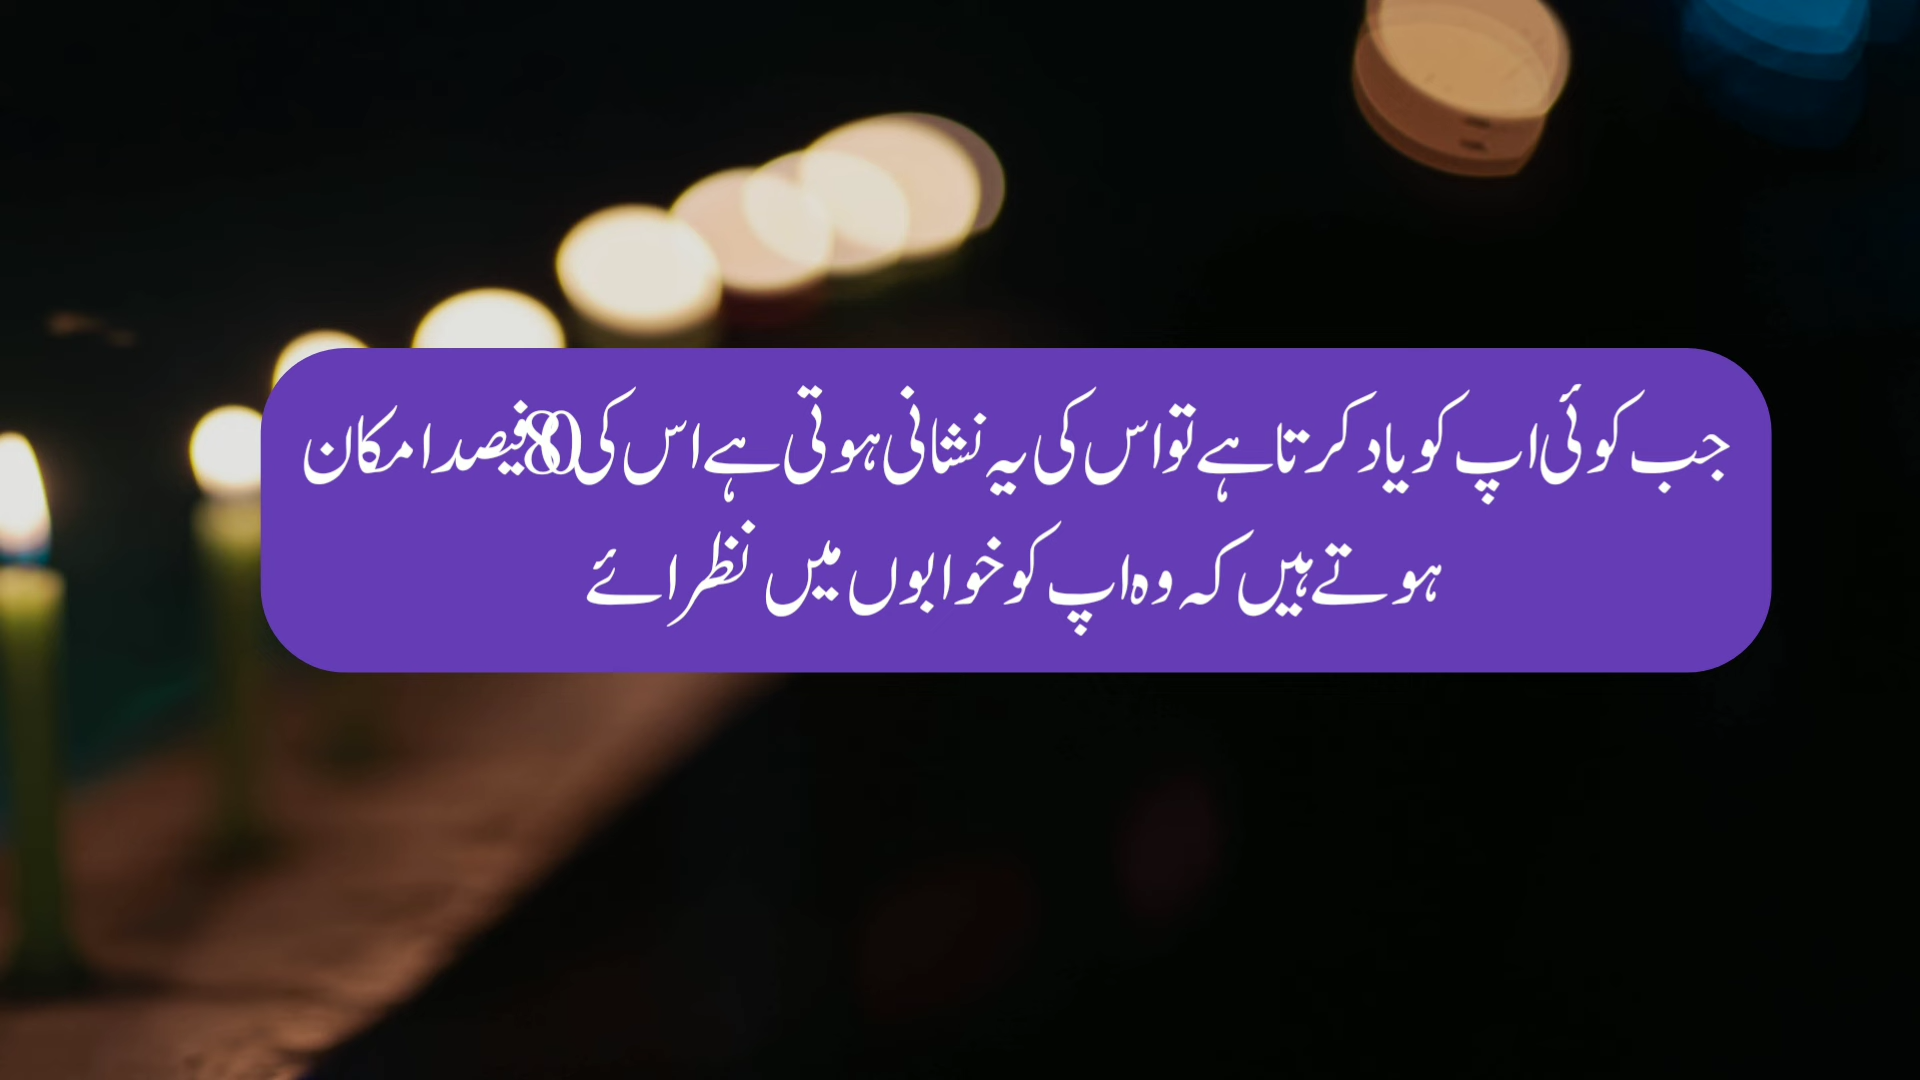 جب کوئی اپ کو یاد کرتا ہے تو اس کی یہ نشانی ہوتی ہے اس کی 80 فیصد امکان
ہوتے ہیں کہ وہ اپ کو خوابوں میں نظر ائے